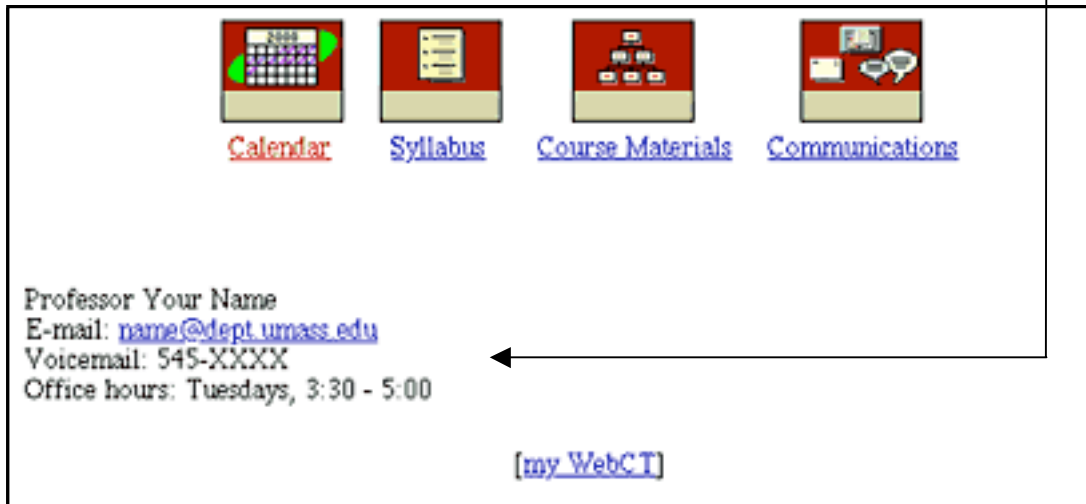 2000
Calendar Syllabus Course Materials Communications
Professor Your Name
E-mail: name@dept.umass.edu
Voicemail: 545-XXXX
Office hours: Tuesdays, 3:30 - 5:00
[my WebCT]